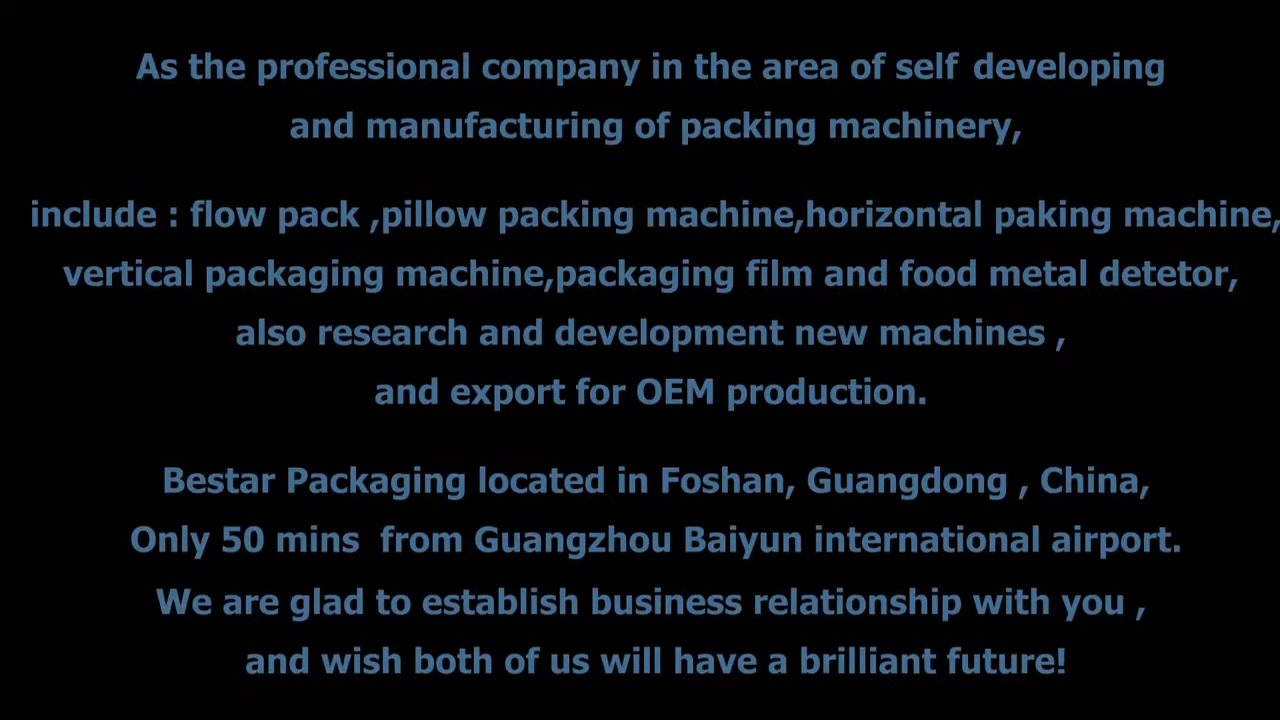 As the professional company in the area of self developing
and manufacturing of packing machinery,
include : flow pack ,pillow packing machine,horizontal paking machine,
vertical packaging machine,packaging film and food metal detetor,
also research and development new machines ,
and export for OEM production.
Bestar Packaging located in Foshan, Guangdong , China,
Only 50 mins  from Guangzhou Baiyun international airport.
We are glad to establish business relationship with you ,
and wish both of us will have a brilliant future!